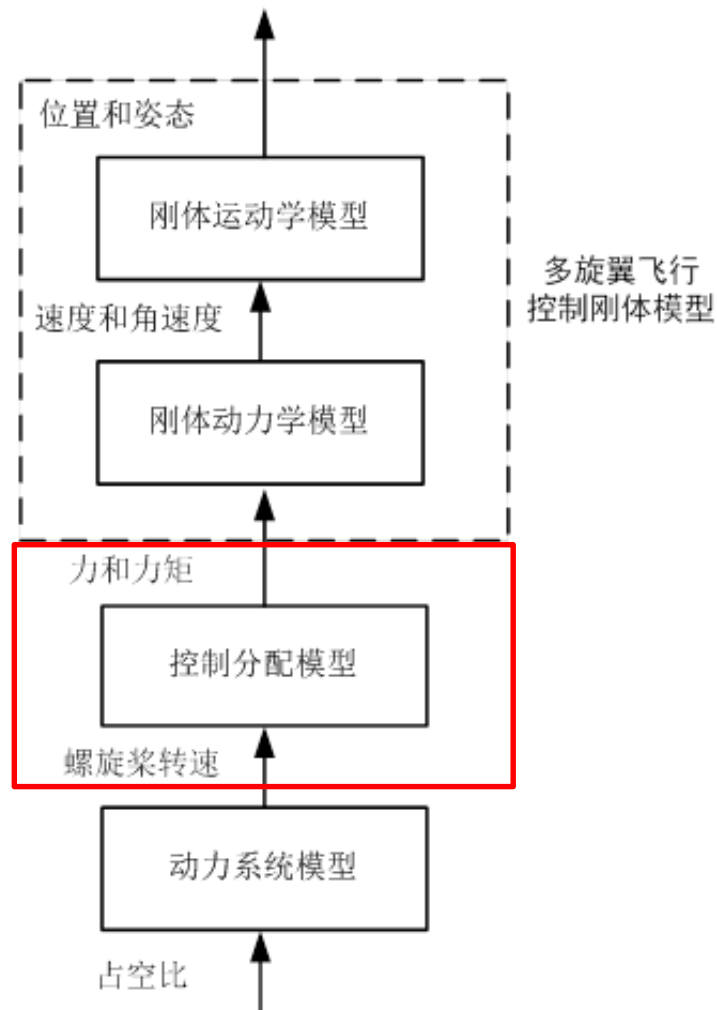 位置和姿态
刚体运动学模型
速度和角速度
多旋翼飞行
控制刚体模型
刚体动力学模型
力和力矩
控制分配模型
螺旋桨转速
动力系统模型
占空比